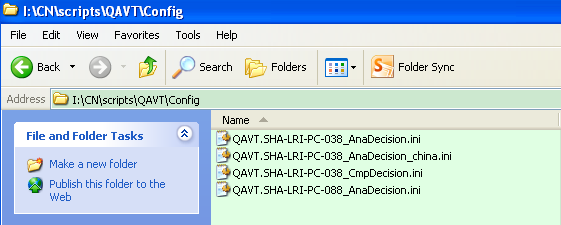 I:\CN\scripts\QAVT\Config
File Edit View Favorites Tools Help
Back Search Folders Folder Sync
Address I:\CN\scripts\QAVT\Config
File and Folder Tasks
Make a new folder
Publish this folder to the
Web
Name
QAVT.SHA-LRI-PC-038_AnaDecision.ini
QAVT.SHA-LRI-PC-038_AnaDecision_china.ini
QAVT.SHA-LRI-PC-038_CmpDecision.ini
QAVT.SHA-LRI-PC-088_AnaDecision.ini